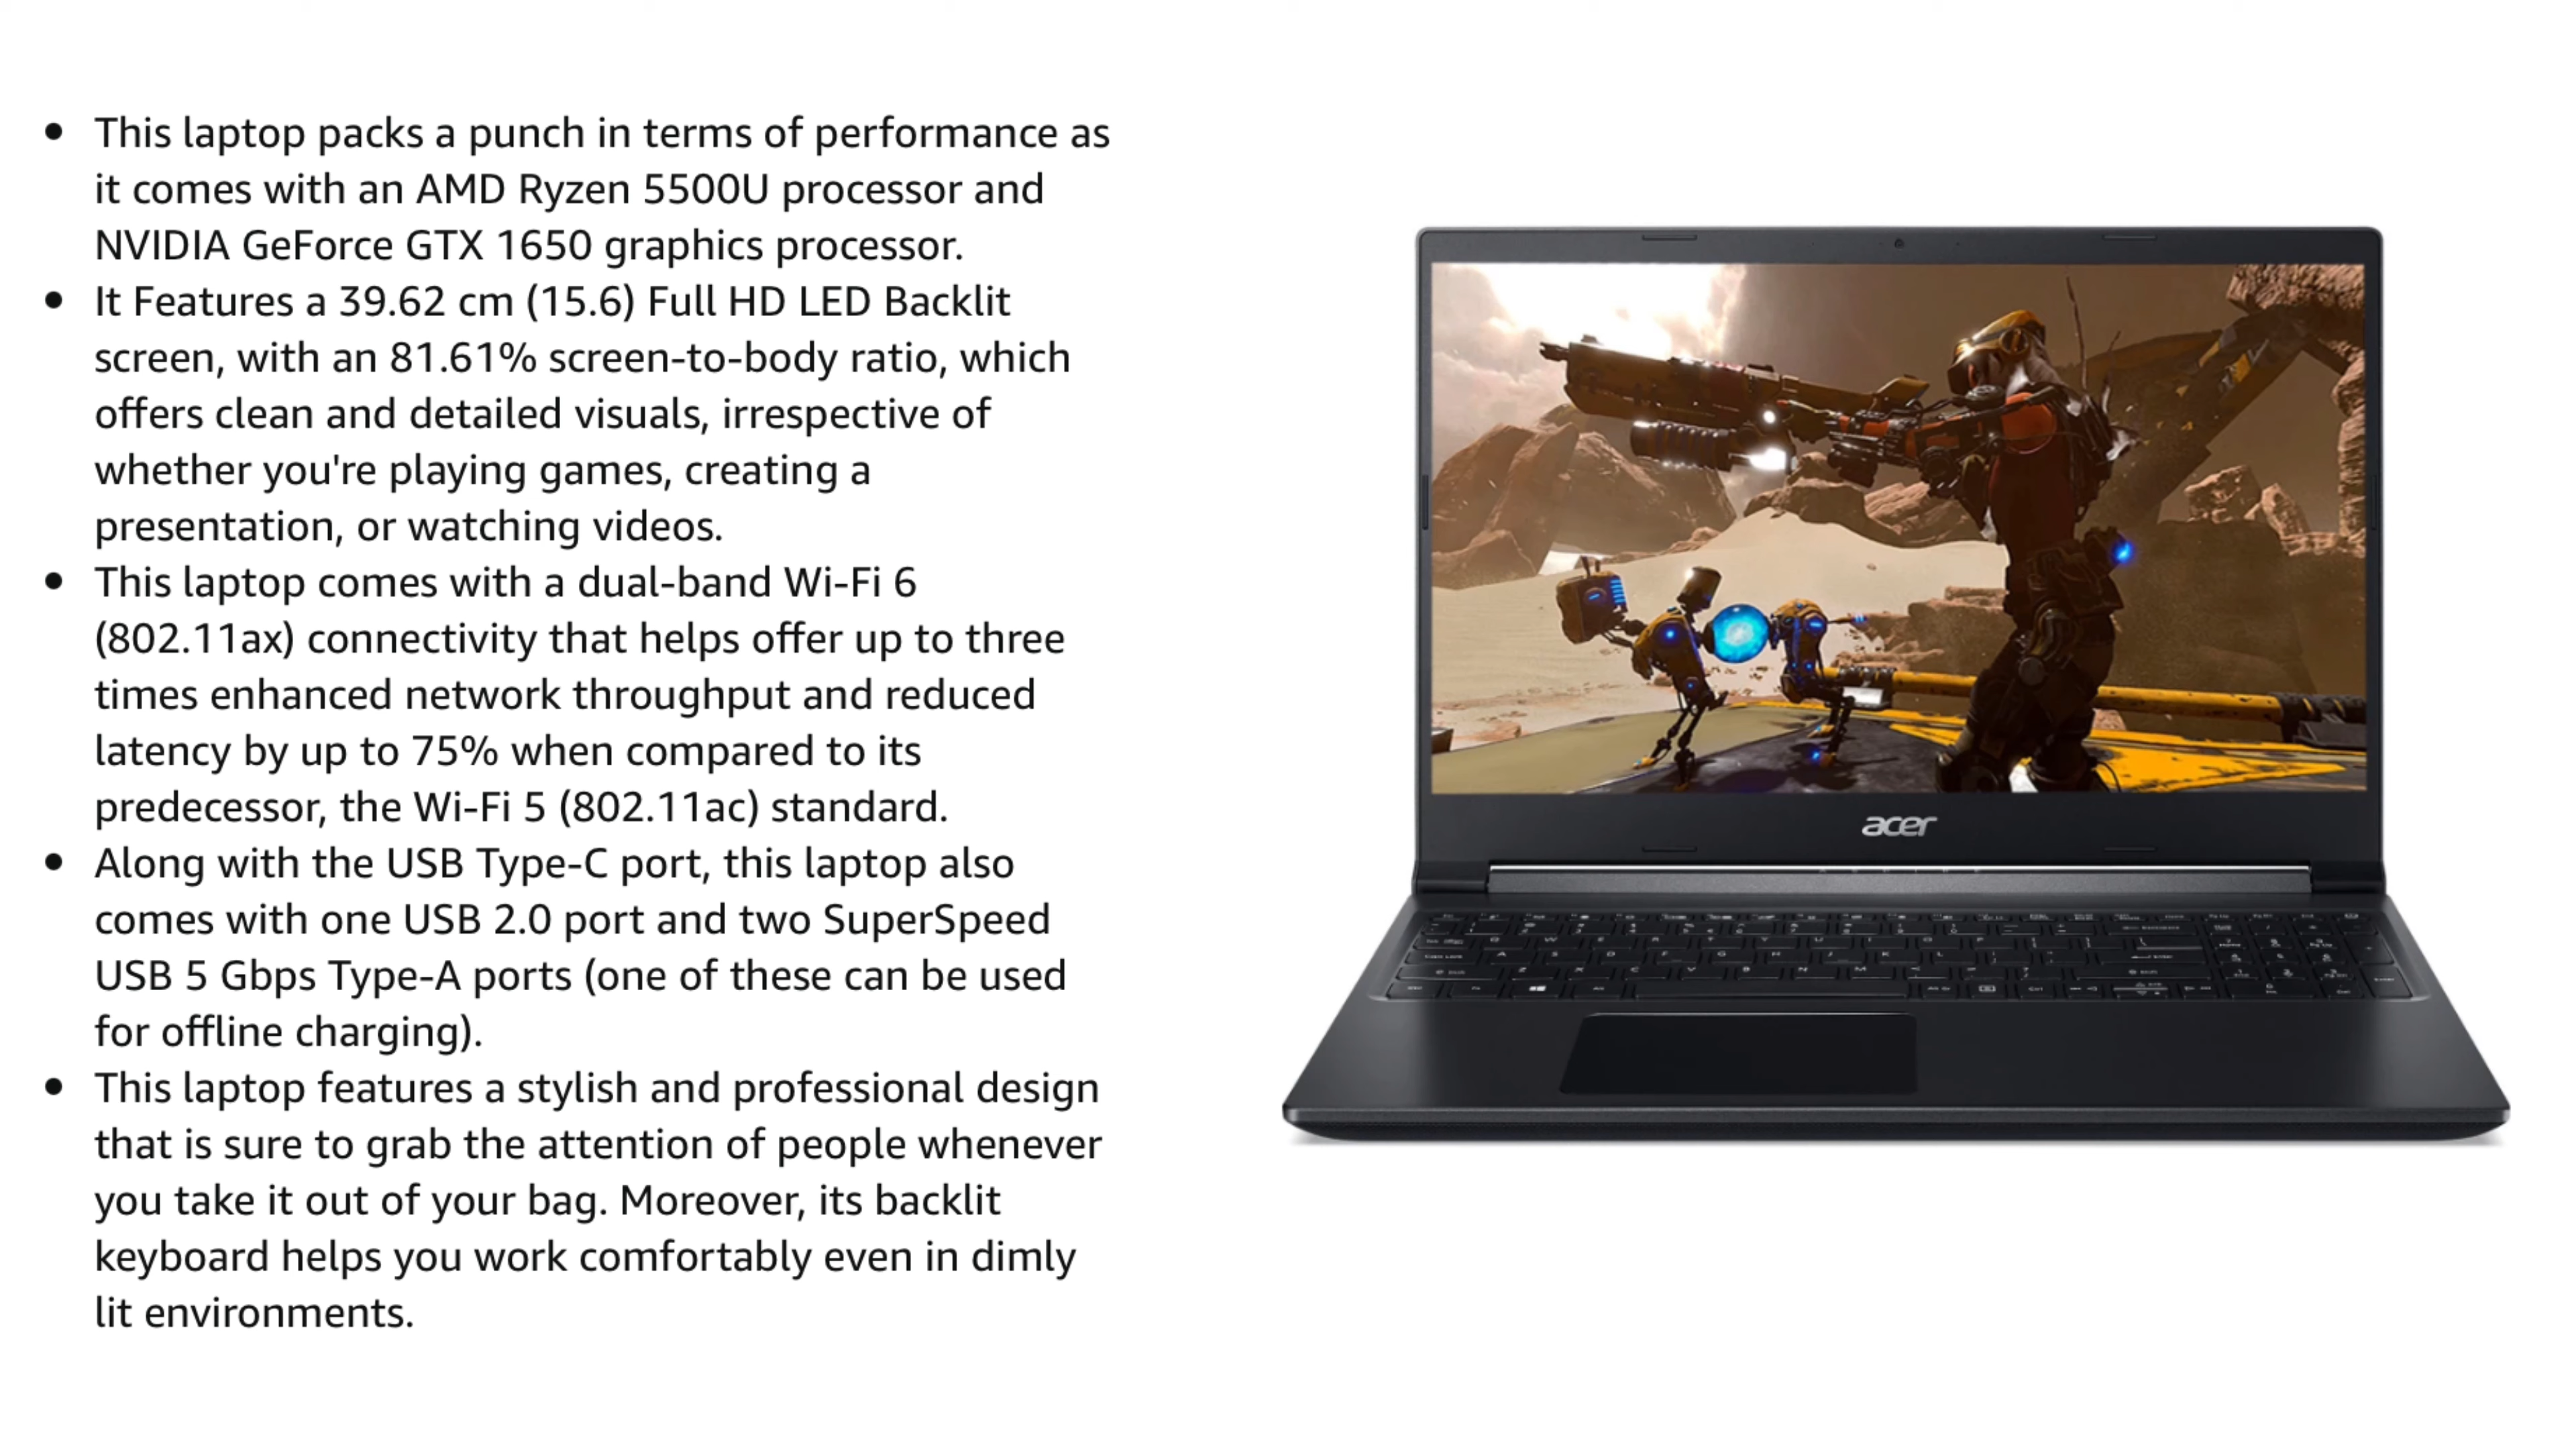 This laptop packs a punch in terms of performance as
it comes with an AMD Ryzen 5500U processor and
NVIDIA GeForce GTX 1650 graphics processor.
It Features a 39.62 cm (15.6) Full HD LED Backlit
screen, with an 81.61% screen-to-body ratio, which
offers clean and detailed visuals, irrespective of
whether you're playing games, creating a
presentation, or watching videos.
This laptop comes with a dual-band Wi-Fi 6
(802.11ax) connectivity that helps offer up to three
times enhanced network throughput and reduced
latency by up to 75% when compared to its
predecessor, the Wi-Fi 5 (802.11ac) standard.
Along with the USB Type-C port, this laptop also
comes with one USB 2.0 port and two SuperSpeed
USB 5 Gbps Type-A ports (one of these can be used
for offline charging).
This laptop features a stylish and professional design
that is sure to grab the attention of people whenever
you take it out of your bag. Moreover, its backlit
keyboard helps you work comfortably even in dimly
lit environments.
acer